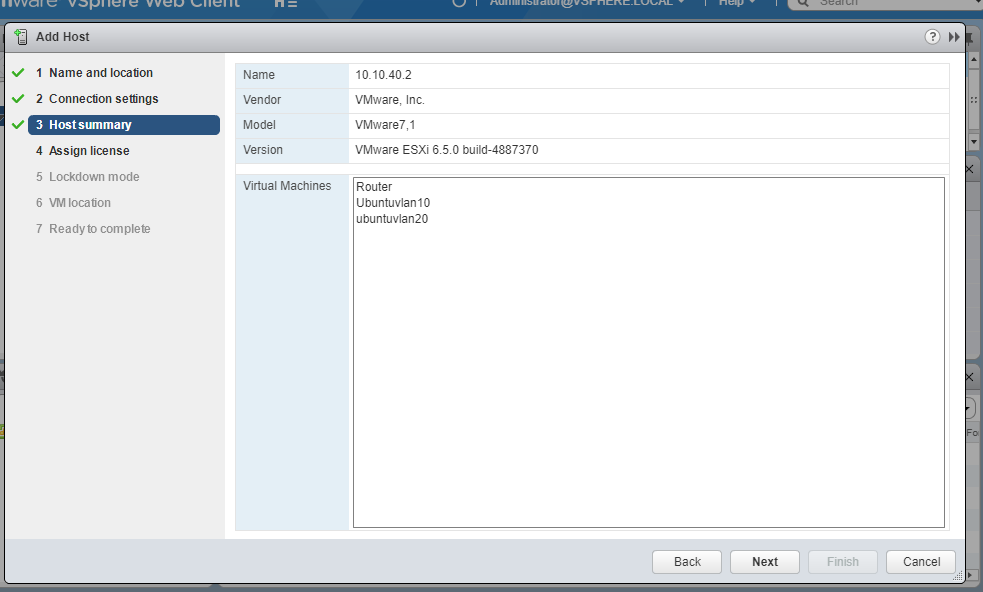 vSphere Web Client
Administrator@VSPHERE.LOCAL
Help
Search
Add Host
?
1 Name and location
2 Connection settings
3 Host summary
4 Assign license
5 Lockdown mode
6 VM location
7 Ready to complete
Name 10.10.40.2
Vendor VMware, Inc.
Model VMware7,1
Version VMware ESXi 6.5.0 build-4887370
Virtual Machines
Router
Ubuntuvlan10
ubuntuvlan20
Back Next Finish Cancel